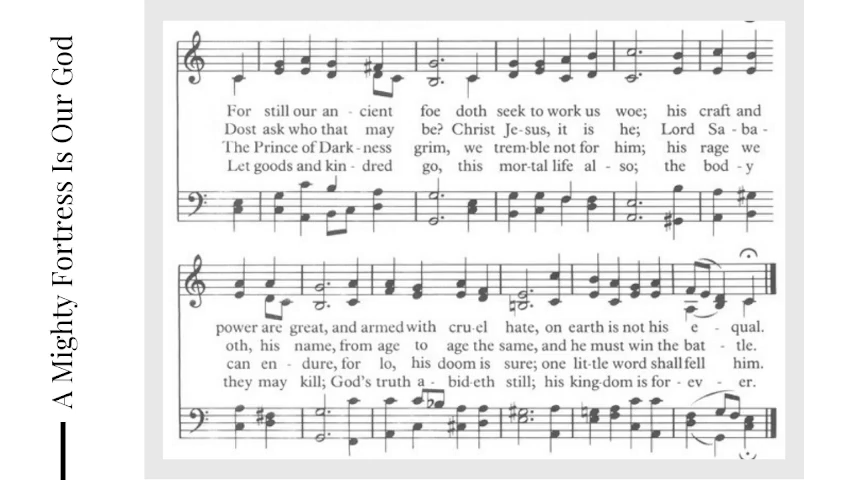 A Mighty Fortress Is Our God
For still our an - cient foe doth seek to work us woe; his craft and
Dost ask who that may be? Christ Je-sus, it is he; Lord Sa - ba -
The Prince of Dark - ness grim, we trem-ble not for him; his rage we
Let goods and kin - dred go, this mor-tal life al - so; the bod - y
power are great, and armed with cru-el hate, on earth is not his e - qual.
oth, his name, from age to age the same, and he must win the bat - tle.
can en - dure, for lo, his doom is sure; one lit-tle word shall fell him.
they may kill; God's truth a - bid-eth still; his king-dom is for - ev - er.